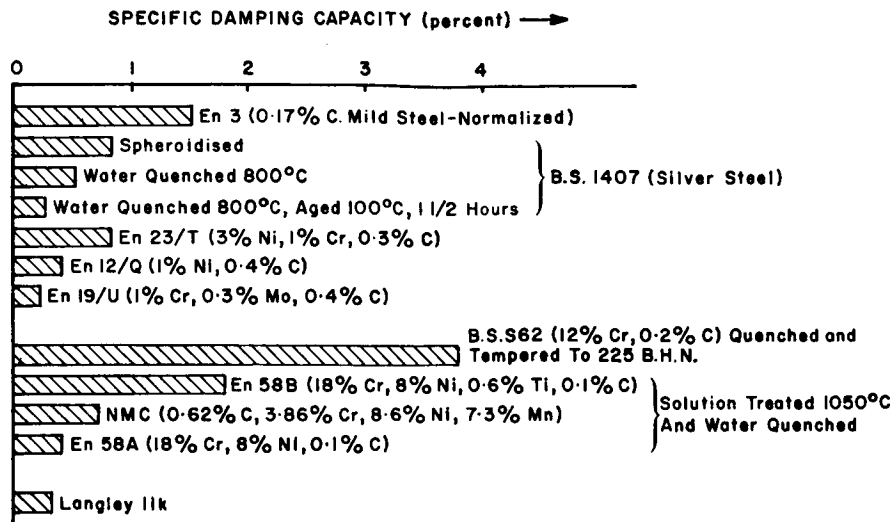 SPECIFIC DAMPING CAPACITY (percent)
0 1 2 3 4
En 3 (0·17% C. Mild Steel-Normalized)
Spheroidised
Water Quenched 800°C
B.S. 1407 (Silver Steel)
Water Quenched 800°C, Aged 100°C, 1 1/2 Hours
En 23/T (3% Ni, 1% Cr, 0·3% C)
En 12/Q (1% Ni, 0·4% C)
En 19/U (1% Cr, 0·3% Mo, 0·4% C)
B.S.S62 (12% Cr, 0·2% C) Quenched and
Tempered To 225 B.H.N.
En 58B (18% Cr, 8% Ni, 0·6% Ti, 0·1% C)
NMC (0·62% C, 3·86% Cr, 8·6% Ni, 7·3% Mn)
Solution Treated 1050°C
And Water Quenched
En 58A (18% Cr, 8% Ni, 0·1% C)
Langley 11k